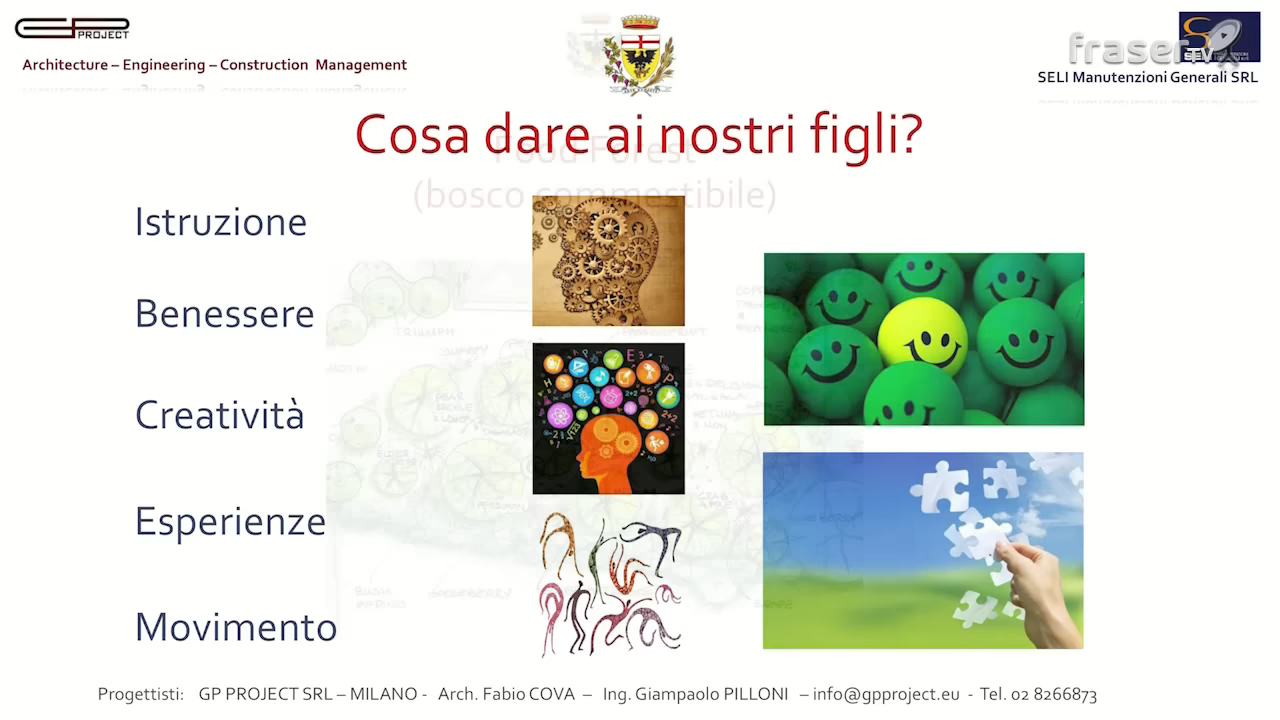 GP PROJECT
Architecture – Engineering – Construction Management
fraser TV
SELI Manutenzioni Generali SRL
Cosa dare ai nostri figli?
Food Forest
(bosco commestibile)
Istruzione
Benessere
Creatività
Esperienze
Movimento
TRIUMPH
GOOSEBERRY
Progettisti: GP PROJECT SRL – MILANO - Arch. Fabio COVA – Ing. Giampaolo PILLONI – info@gpproject.eu - Tel. 02 8266873